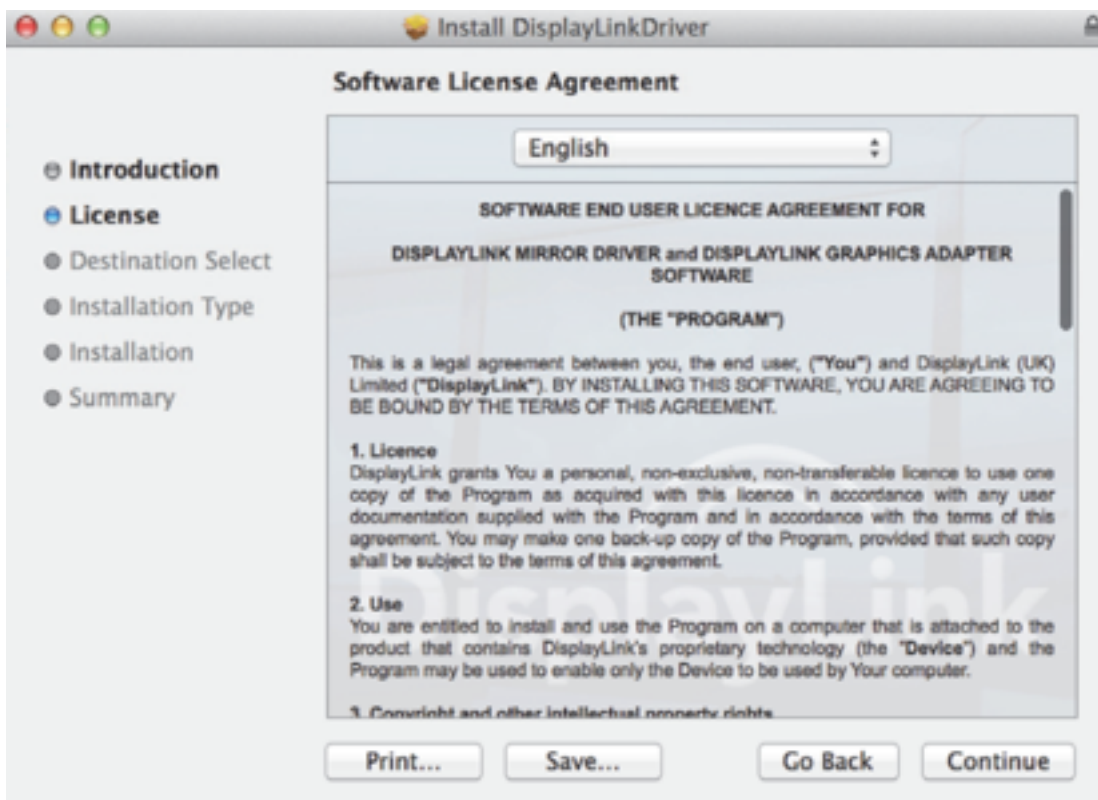 Install DisplayLinkDriver
Software License Agreement
Introduction
License
Destination Select
Installation Type
Installation
Summary
English
SOFTWARE END USER LICENCE AGREEMENT FOR
DISPLAYLINK MIRROR DRIVER and DISPLAYLINK GRAPHICS ADAPTER
SOFTWARE
(THE "PROGRAM")
This is a legal agreement between you, the end user, ("You") and DisplayLink (UK)
Limited ("DisplayLink"). BY INSTALLING THIS SOFTWARE, YOU ARE AGREEING TO
BE BOUND BY THE TERMS OF THIS AGREEMENT.
1. Licence
DisplayLink grants You a personal, non-exclusive, non-transferable licence to use one
copy of the Program as acquired with this licence in accordance with any user
documentation supplied with the Program and in accordance with the terms of this
agreement. You may make one back-up copy of the Program, provided that such copy
shall be subject to the terms of this agreement.
2. Use
You are entitled to install and use the Program on a computer that is attached to the
product that contains DisplayLink's proprietary technology (the "Device") and the
Program may be used to enable only the Device to be used by Your computer.
3. Copyright and other intellectual property rights
DisplayLink
Print...
Save...
Go Back
Continue